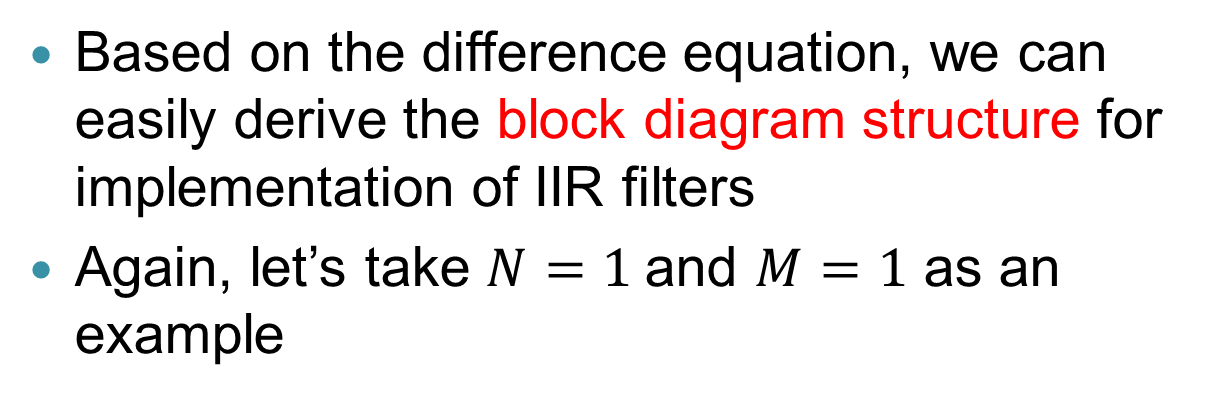 • Based on the difference equation, we can
easily derive the block diagram structure for
implementation of IIR filters
• Again, let’s take N = 1 and M = 1 as an
example